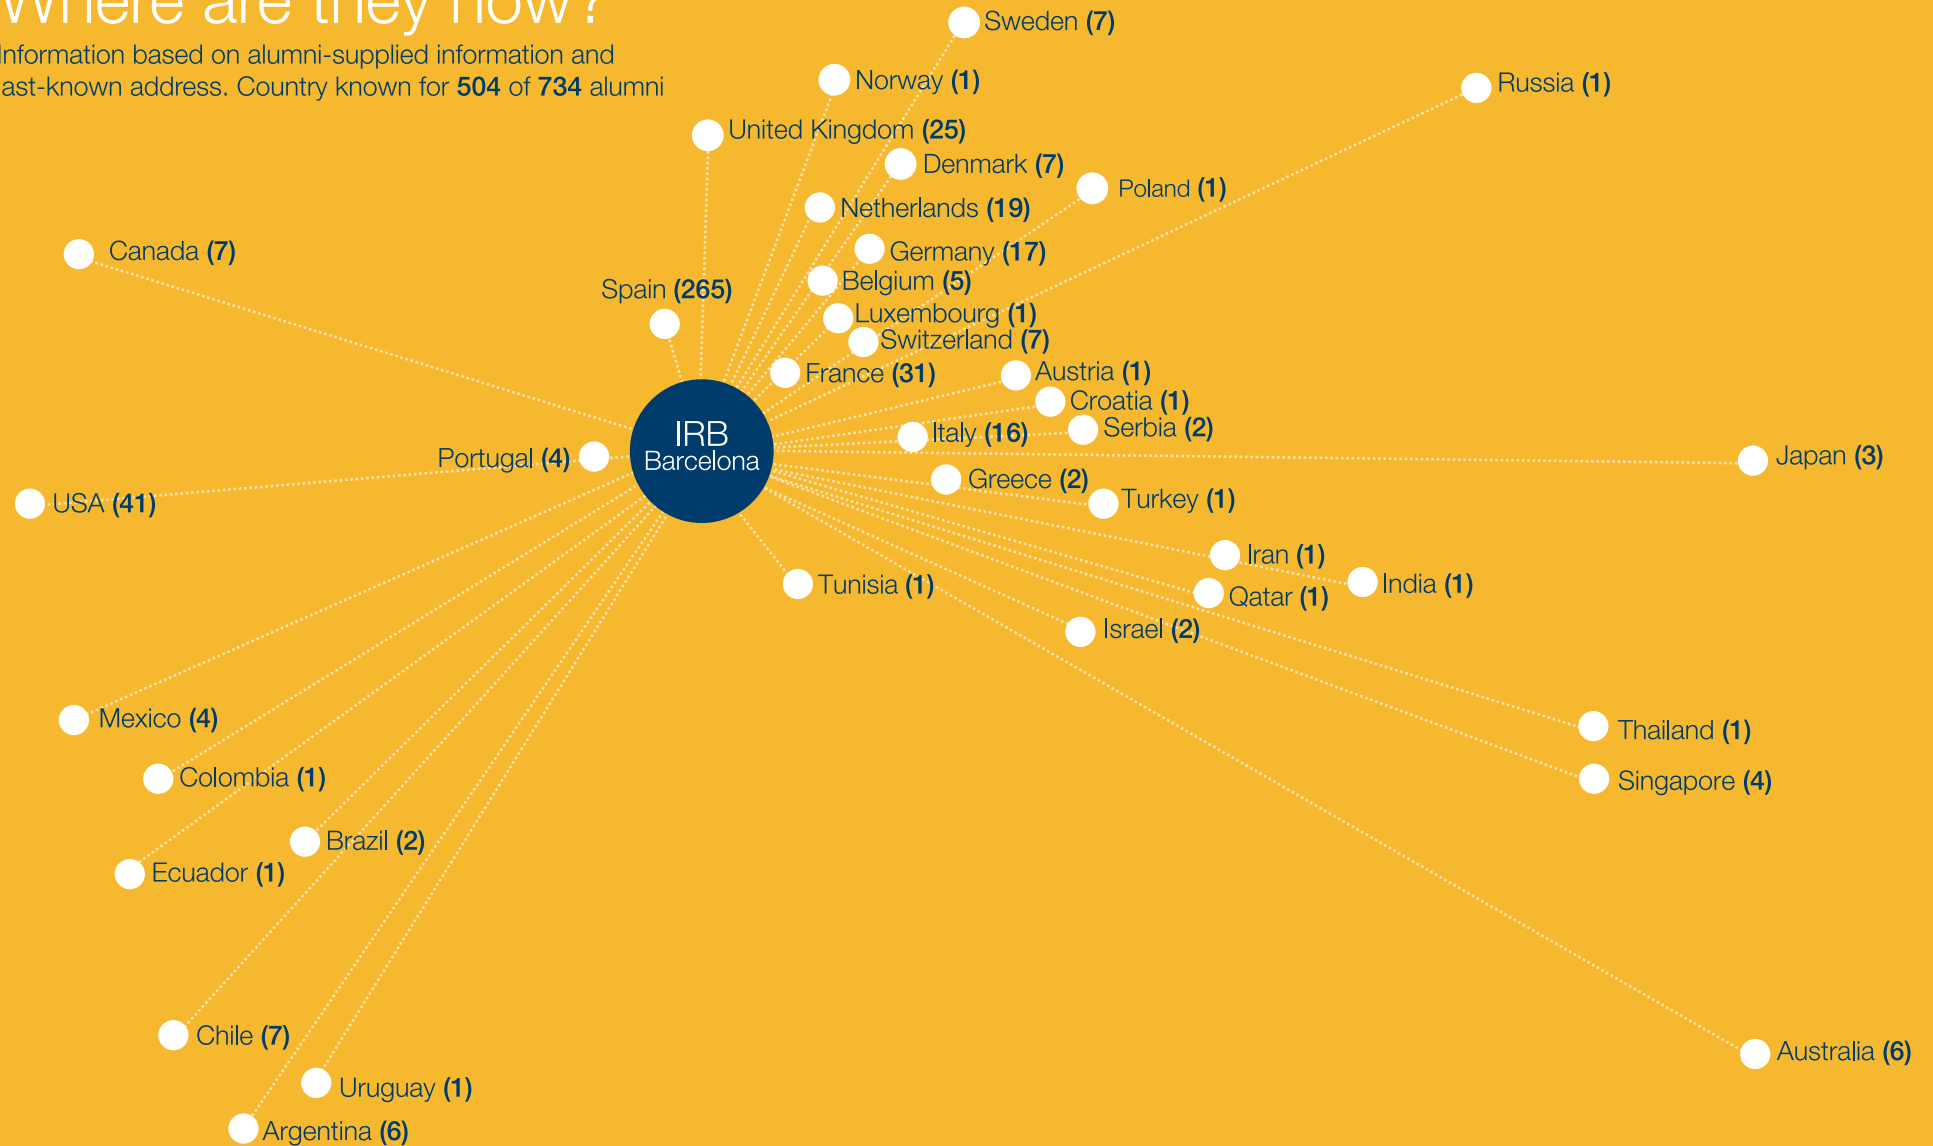 Where are they now?
Information based on alumni-supplied information and
last-known address. Country known for 504 of 734 alumni
Sweden (7)
Norway (1)
Russia (1)
United Kingdom (25)
Denmark (7)
Poland (1)
Netherlands (19)
Canada (7)
Germany (17)
Belgium (5)
Spain (265)
Luxembourg (1)
Switzerland (7)
France (31)
Austria (1)
Croatia (1)
Serbia (2)
Italy (16)
IRB
Barcelona
Portugal (4)
Japan (3)
Greece (2)
USA (41)
Turkey (1)
Iran (1)
Tunisia (1)
India (1)
Qatar (1)
Israel (2)
Mexico (4)
Thailand (1)
Colombia (1)
Singapore (4)
Brazil (2)
Ecuador (1)
Chile (7)
Australia (6)
Uruguay (1)
Argentina (6)